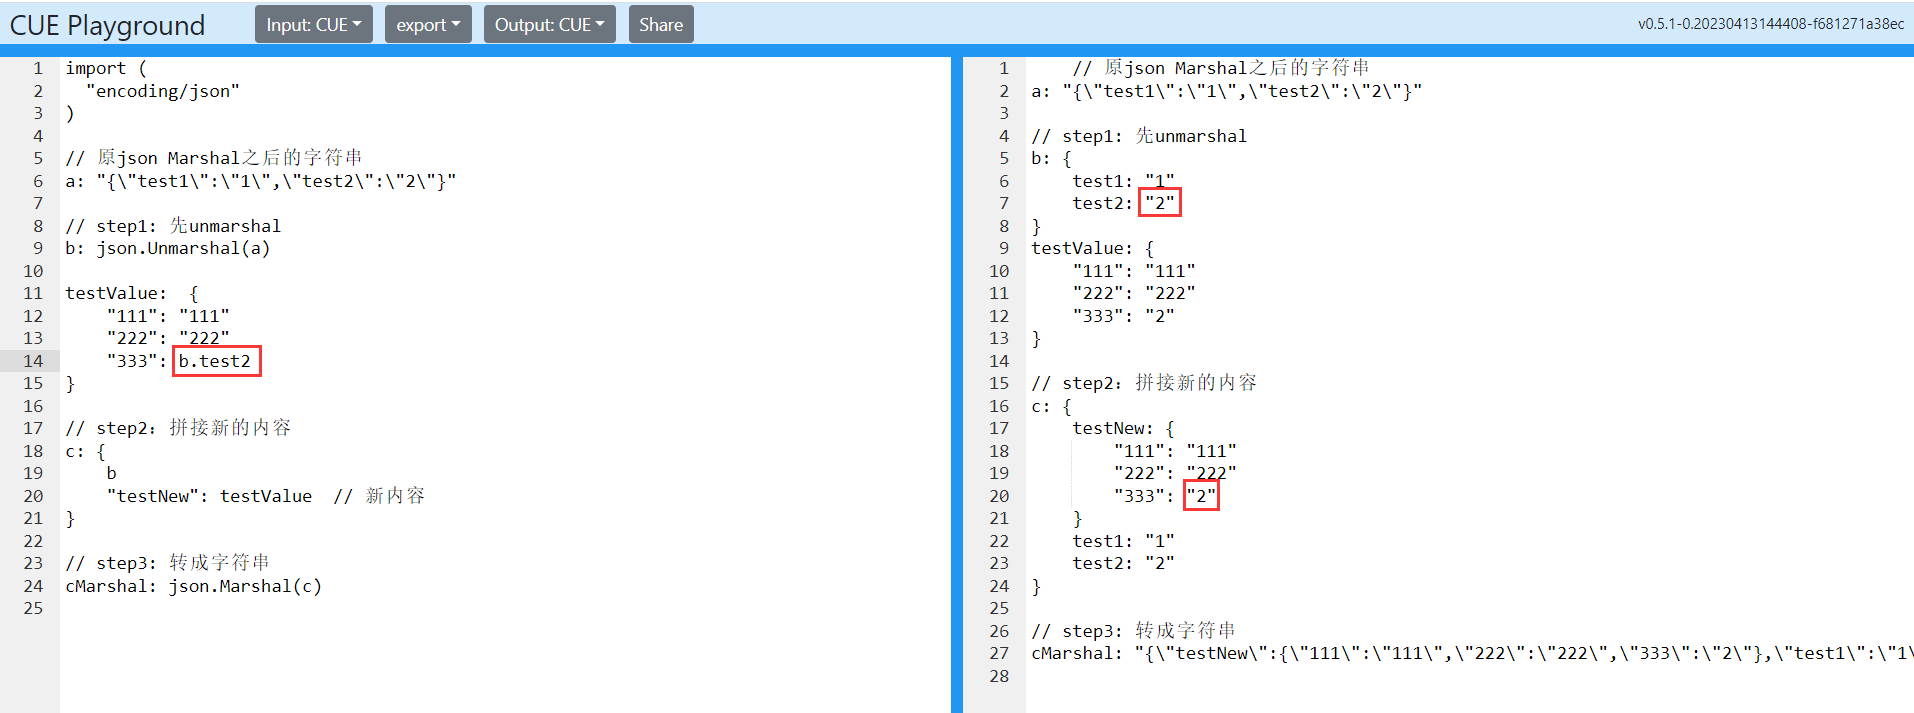 CUE Playground
Input: CUE
export
Output: CUE
Share
v0.5.1-0.20230413144408-f681271a38ec
1 import (
2 "encoding/json"
3 )
4
5 // 原json Marshal之后的字符串
6 a: "{\"test1\":\"1\",\"test2\":\"2\"}"
7
8 // step1: 先unmarshal
9 b: json.Unmarshal(a)
10
11 testValue:  {
12 "111": "111"
13 "222": "222"
14 "333": b.test2
15 }
16
17 // step2: 拼接新的内容
18 c: {
19 b
20 "testNew": testValue  // 新内容
21 }
22
23 // step3: 转成字符串
24 cMarshal: json.Marshal(c)
25
1 // 原json Marshal之后的字符串
2 a: "{\"test1\":\"1\",\"test2\":\"2\"}"
3
4 // step1: 先unmarshal
5 b: {
6 test1: "1"
7 test2: "2"
8 }
9 testValue: {
10 "111": "111"
11 "222": "222"
12 "333": "2"
13 }
14
15 // step2: 拼接新的内容
16 c: {
17 testNew: {
18 "111": "111"
19 "222": "222"
20 "333": "2"
21 }
22 test1: "1"
23 test2: "2"
24 }
25
26 // step3: 转成字符串
27 cMarshal: "{\"testNew\":{\"111\":\"111\",\"222\":\"222\",\"333\":\"2\"},\"test1\":\"1\
28